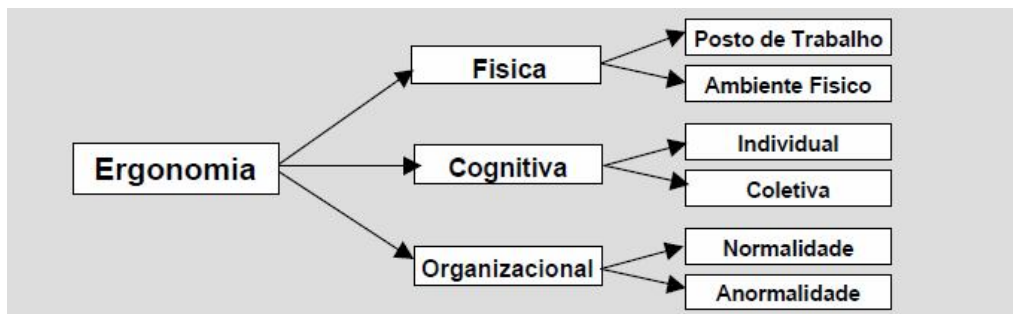 Ergonomia
Fisica
Posto de Trabalho
Ambiente Fisico
Cognitiva
Individual
Coletiva
Organizacional
Normalidade
Anormalidade